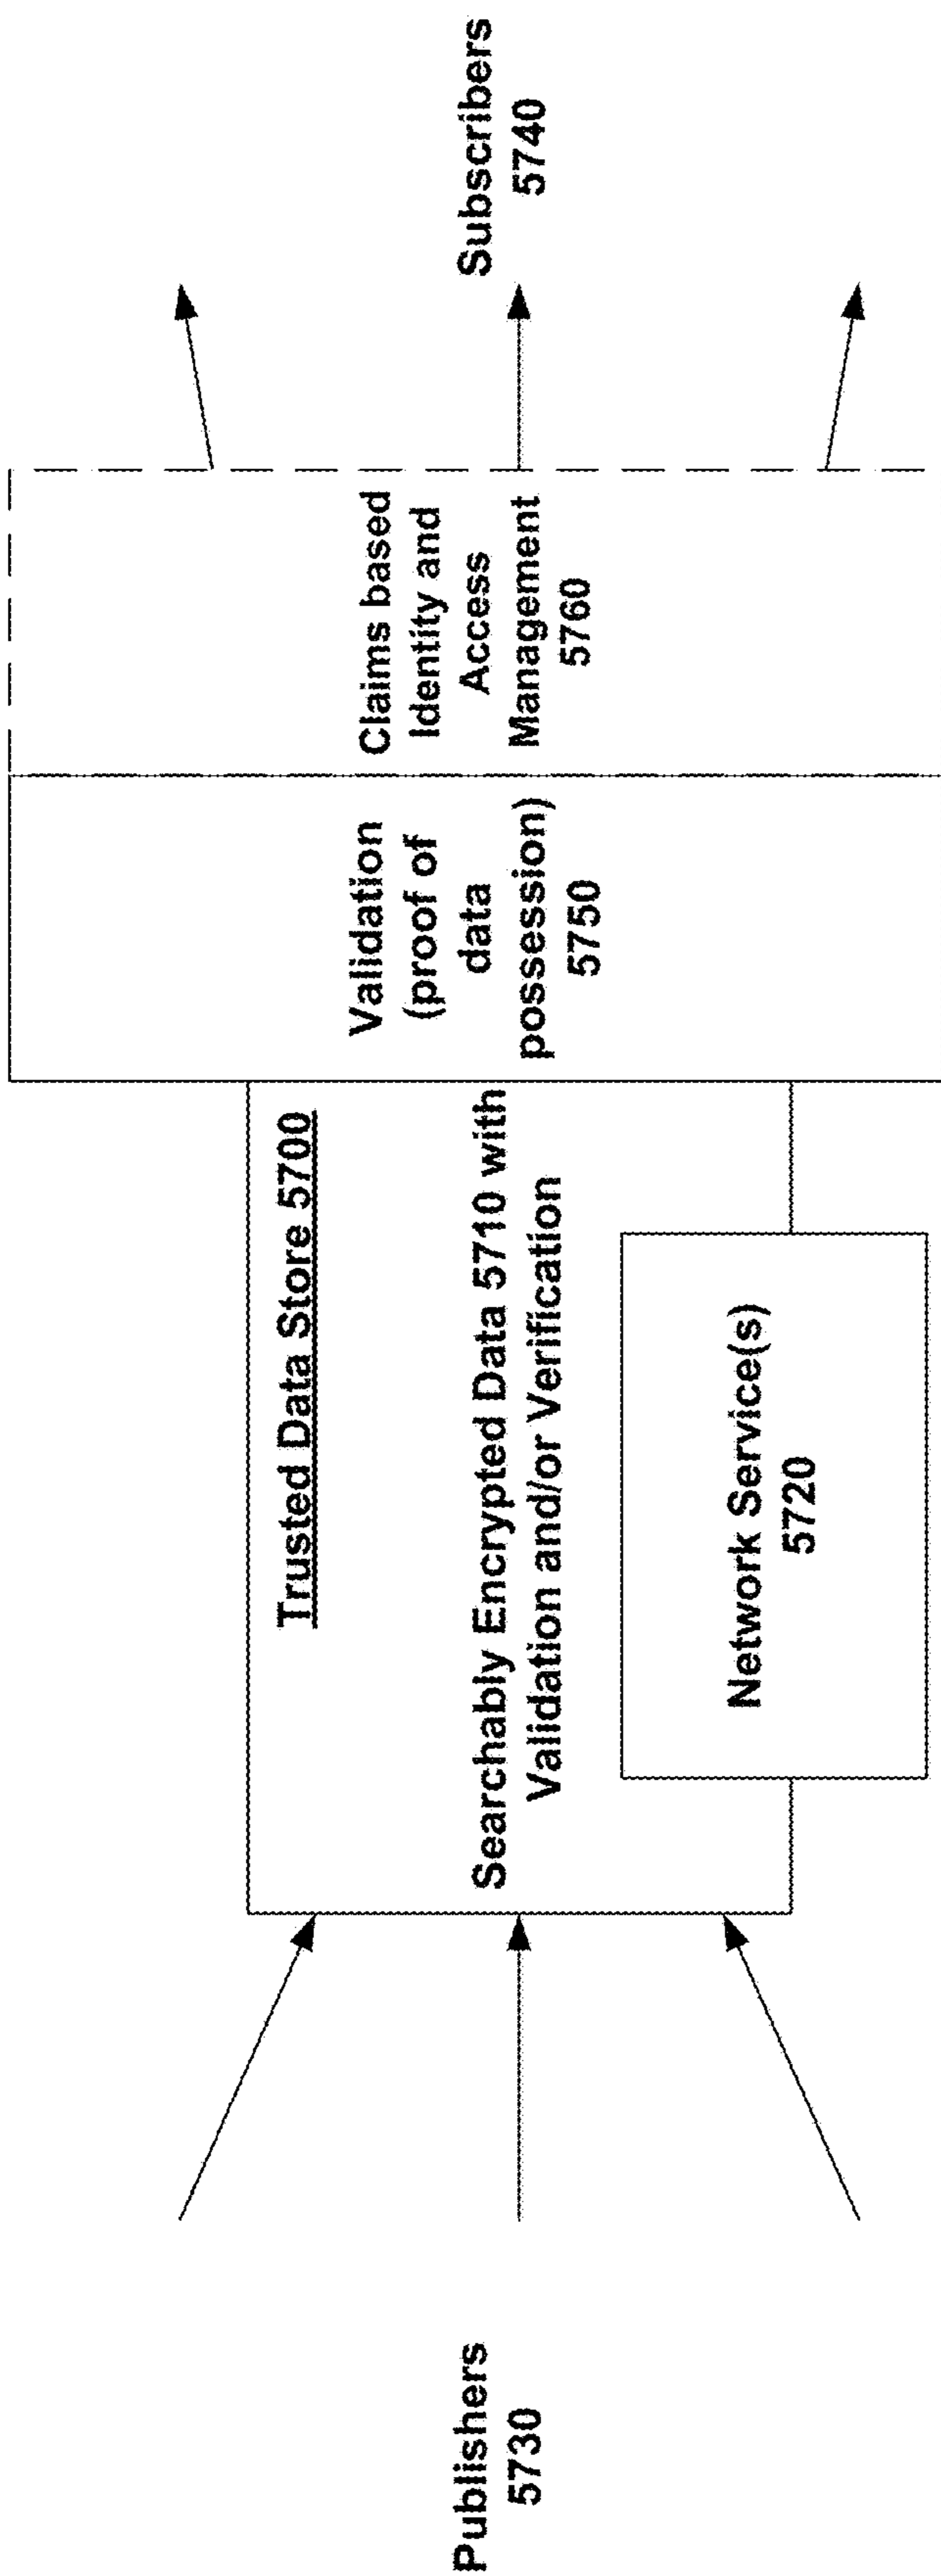 Publishers
5730
Trusted Data Store 5700
Searchably Encrypted Data 5710 with
Validation and/or Verification
Network Service(s)
5720
Validation
(proof of
data
possession)
5750
Claims based
Identity and
Access
Management
5760
Subscribers
5740